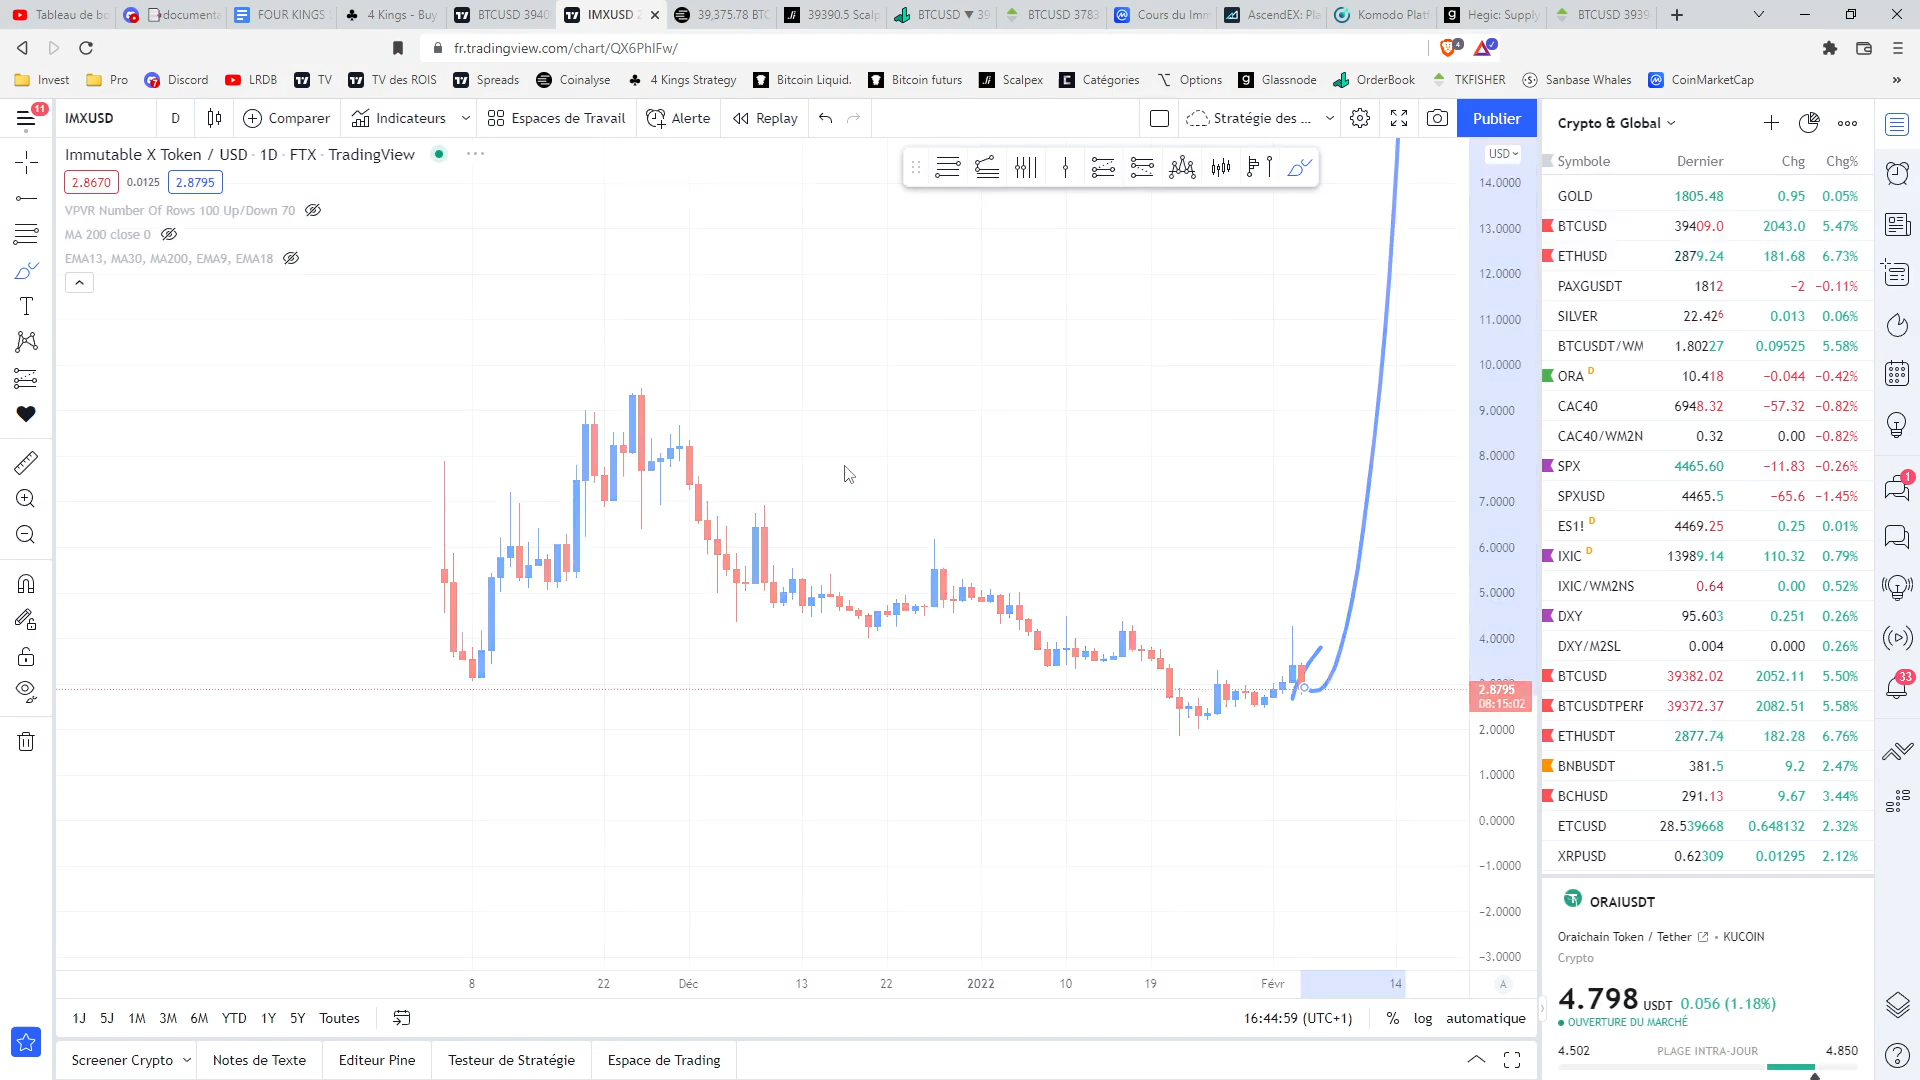 Tableau de bo
documenta
FOUR KINGS
4 Kings - Buy
BTCUSD 3940
IMXUSD 2
39,375.78 BTC
39390.5 Scalp
BTCUSD ▼ 39
BTCUSD 3783
Cours du Imm
AscendEX: Pla
Komodo Platf
Hegic: Supply
BTCUSD 3939
fr.tradingview.com/chart/QX6PhlFw/
4
Invest
Pro
Discord
LRDB
TV
TV des ROIS
Spreads
Coinalyse
4 Kings Strategy
Bitcoin Liquid.
Bitcoin futurs
Scalpex
Catégories
Options
Glassnode
OrderBook
TKFISHER
Sanbase Whales
CoinMarketCap
»
11
IMXUSD
D
Comparer
Indicateurs
Espaces de Travail
Alerte
Replay
Stratégie des ...
Publier
Immutable X Token / USD · 1D · FTX · TradingView
2.8670
0.0125
2.8795
VPVR Number Of Rows 100 Up/Down 70
MA 200 close 0
EMA13, MA30, MA200, EMA9, EMA18
USD
14.0000
13.0000
12.0000
11.0000
10.0000
9.0000
8.0000
7.0000
6.0000
5.0000
4.0000
2.8795
08:15:02
2.0000
1.0000
0.0000
−1.0000
−2.0000
−3.0000
8
22
Déc
13
22
2022
10
19
Févr
14
A
1J
5J
1M
3M
6M
YTD
1Y
5Y
Toutes
16:44:59 (UTC+1)
%
log
automatique
Screener Crypto
Notes de Texte
Editeur Pine
Testeur de Stratégie
Espace de Trading
Crypto & Global
Symbole Dernier Chg Chg%
GOLD 1805.48 0.95 0.05%
BTCUSD 39409.0 2043.0 5.47%
ETHUSD 2879.24 181.68 6.73%
PAXGUSDT 1812 −2 −0.11%
SILVER 22.426 0.013 0.06%
BTCUSDT/WM 1.80227 0.09525 5.58%
ORA D 10.418 −0.044 −0.42%
CAC40 6948.32 −57.32 −0.82%
CAC40/WM2N 0.32 0.00 −0.82%
SPX 4465.60 −11.83 −0.26%
SPXUSD 4465.5 −65.6 −1.45%
ES1! D 4469.25 0.25 0.01%
IXIC D 13989.14 110.32 0.79%
IXIC/WM2NS 0.64 0.00 0.52%
DXY 95.603 0.251 0.26%
DXY/M2SL 0.004 0.000 0.26%
BTCUSD 39382.02 2052.11 5.50%
BTCUSDTPERF 39372.37 2082.51 5.58%
ETHUSDT 2877.74 182.28 6.76%
BNBUSDT 381.5 9.2 2.47%
BCHUSD 291.13 9.67 3.44%
ETCUSD 28.539668 0.648132 2.32%
XRPUSD 0.62309 0.01295 2.12%
ORAIUSDT
Oraichain Token / Tether • KUCOIN
Crypto
4.798 USDT 0.056 (1.18%)
● OUVERTURE DU MARCHÉ
4.502 PLAGE INTRA-JOUR 4.850
1
33